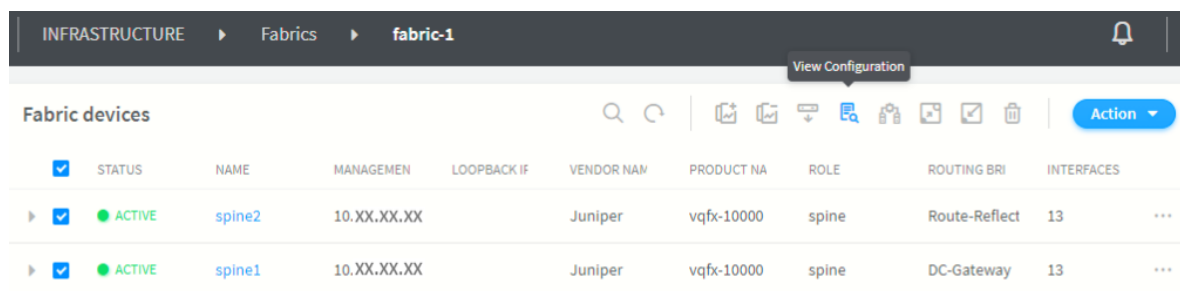 INFRASTRUCTURE Fabrics fabric-1
View Configuration
Fabric devices Action
STATUS NAME MANAGEMEN LOOPBACK IF VENDOR NAM PRODUCT NA ROLE ROUTING BRI INTERFACES
ACTIVE spine2 10.XX.XX.XX Juniper vqfx-10000 spine Route-Reflect 13
ACTIVE spine1 10.XX.XX.XX Juniper vqfx-10000 spine DC-Gateway 13